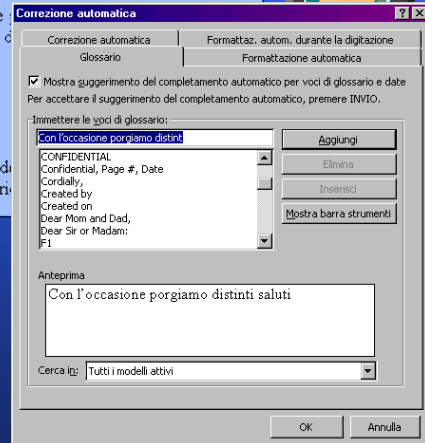 Correzione automatica
Correzione automatica
Formattaz. autom. durante la digitazione
Glossario
Formattazione automatica
Mostra suggerimento del completamento automatico per voci di glossario e date
Per accettare il suggerimento del completamento automatico, premere INVIO.
Immettere le voci di glossario:
Con l'occasione porgiamo distint
Aggiungi
CONFIDENTIAL
Confidential, Page #, Date
Cordially,
Created by
Created on
Dear Mom and Dad,
Dear Sir or Madam:
F1
Elimina
Inserisci
Mostra barra strumenti
Anteprima
Con l'occasione porgiamo distinti saluti
Cerca in: Tutti i modelli attivi
OK
Annulla